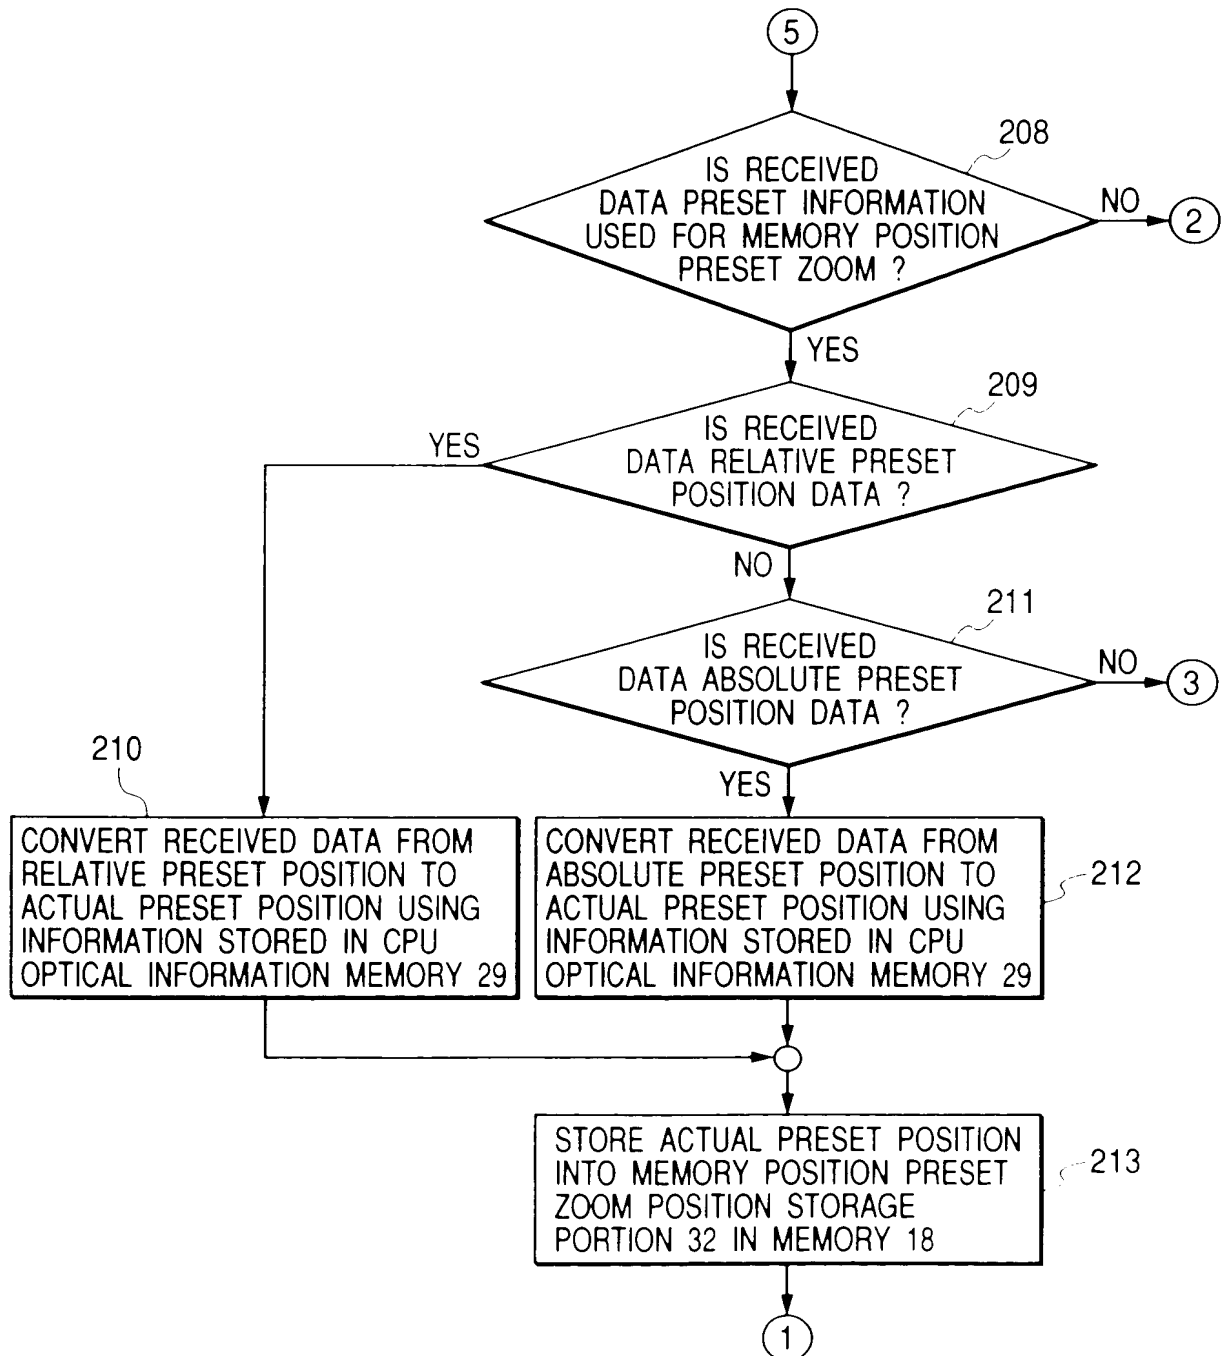 5
208
IS RECEIVED
DATA PRESET INFORMATION
USED FOR MEMORY POSITION
PRESET ZOOM ?
NO
2
YES
209
IS RECEIVED
DATA RELATIVE PRESET
POSITION DATA ?
YES
NO
211
IS RECEIVED
DATA ABSOLUTE PRESET
POSITION DATA ?
NO
3
YES
210
CONVERT RECEIVED DATA FROM
RELATIVE PRESET POSITION TO
ACTUAL PRESET POSITION USING
INFORMATION STORED IN CPU
OPTICAL INFORMATION MEMORY 29
CONVERT RECEIVED DATA FROM
ABSOLUTE PRESET POSITION TO
ACTUAL PRESET POSITION USING
INFORMATION STORED IN CPU
OPTICAL INFORMATION MEMORY 29
212
STORE ACTUAL PRESET POSITION
INTO MEMORY POSITION PRESET
ZOOM POSITION STORAGE
PORTION 32 IN MEMORY 18
213
1